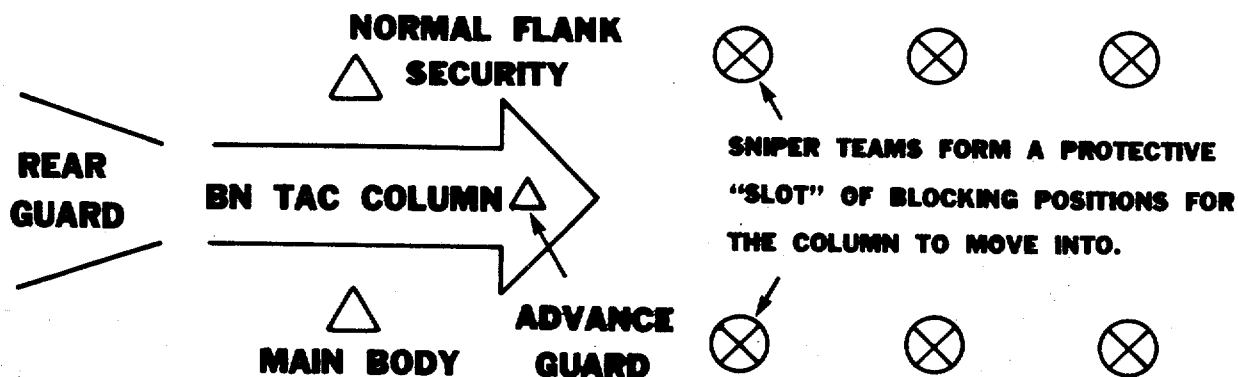 NORMAL FLANK
SECURITY
REAR
GUARD
BN TAC COLUMN
ADVANCE
GUARD
MAIN BODY
SNIPER TEAMS FORM A PROTECTIVE
"SLOT" OF BLOCKING POSITIONS FOR
THE COLUMN TO MOVE INTO.